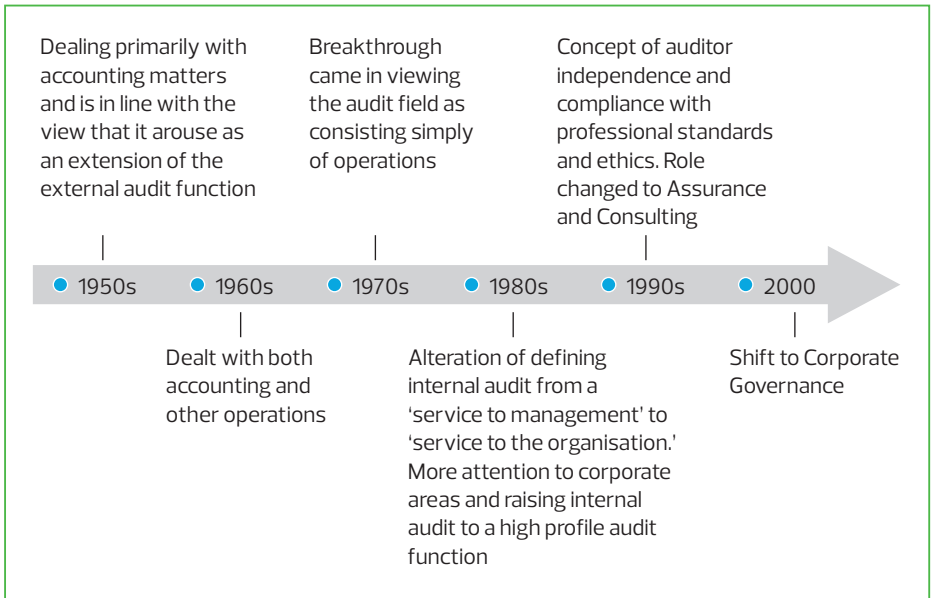 Dealing primarily with
accounting matters
and is in line with the
view that it arouse as
an extension of the
external audit function
Breakthrough
came in viewing
the audit field as
consisting simply
of operations
Concept of auditor
independence and
compliance with
professional standards
and ethics. Role
changed to Assurance
and Consulting
1950s
1960s
1970s
1980s
1990s
2000
Dealt with both
accounting and
other operations
Alteration of defining
internal audit from a
‘service to management’ to
‘service to the organisation.’
More attention to corporate
areas and raising internal
audit to a high profile audit
function
Shift to Corporate
Governance